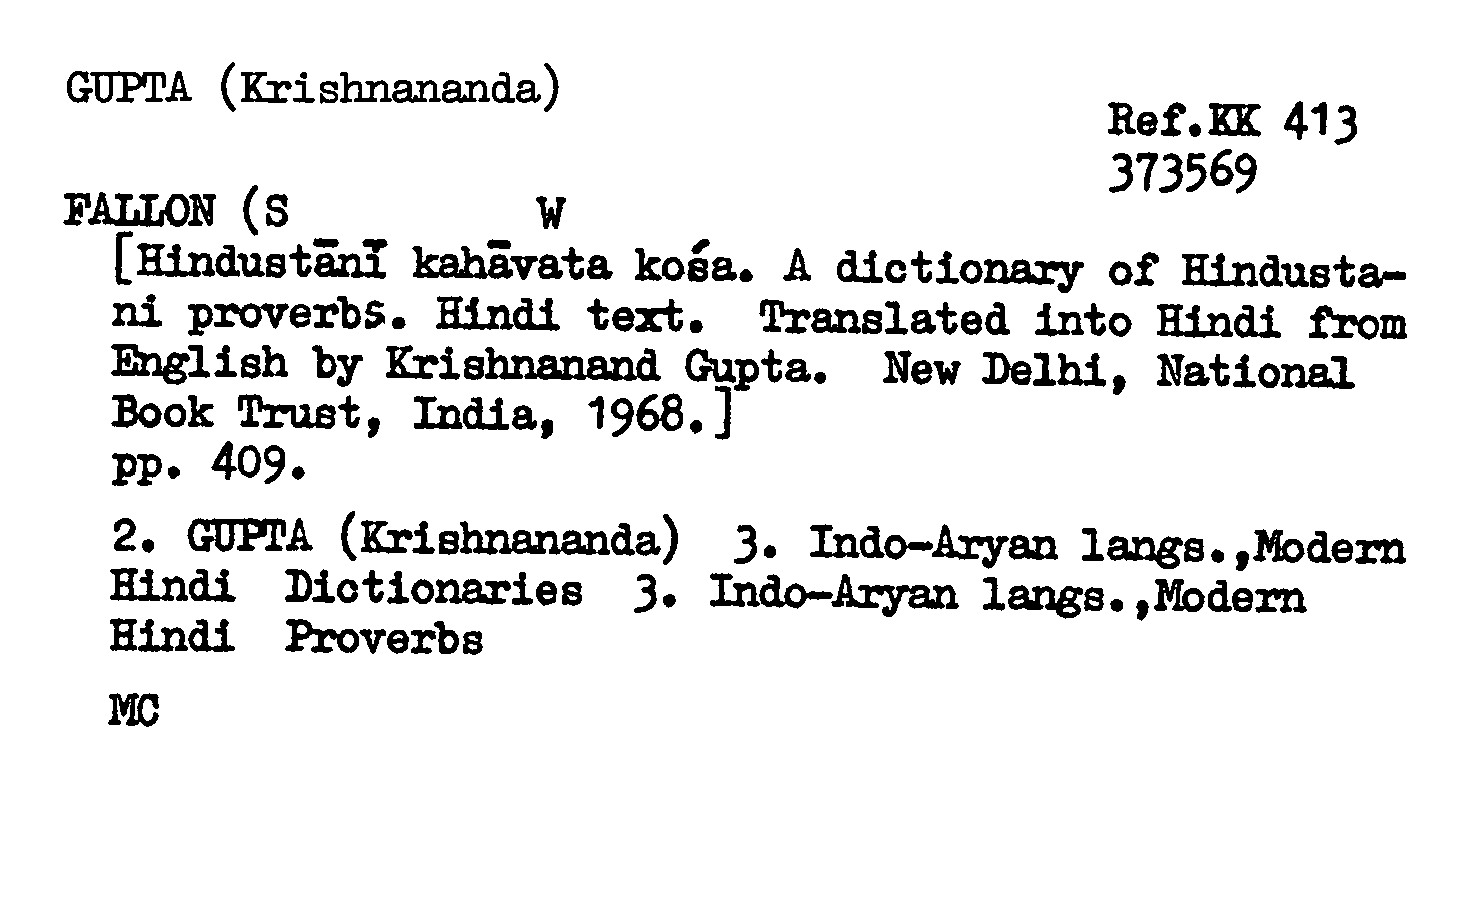 GUPTA (Krishnananda)
Ref.KK 413
373569
FALLON (S W
[Hindustānī kahāvata kośa. A dictionary of Hindusta-
ni proverbs. Hindi text. Translated into Hindi from
English by Krishnanand Gupta. New Delhi, National
Book Trust, India, 1968.]
pp. 409.
2. GUPTA (Krishnananda) 3. Indo-Aryan langs.,Modern
Hindi Dictionaries 3. Indo-Aryan langs.,Modern
Hindi Proverbs
MC